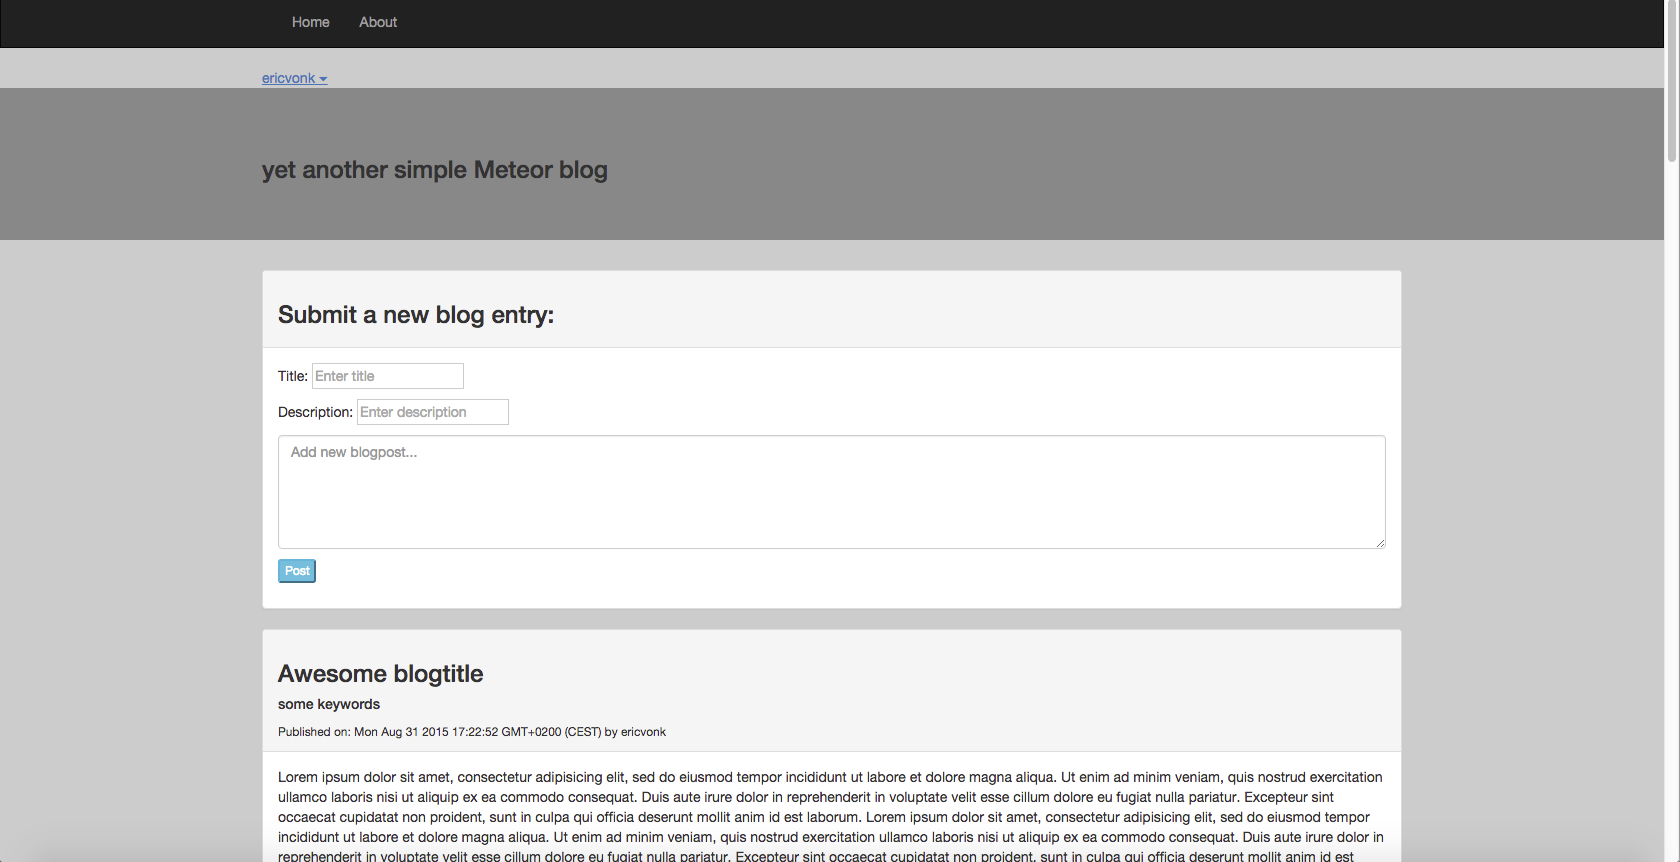 Home About
ericvonk
yet another simple Meteor blog
Submit a new blog entry:
Title: Enter title
Description: Enter description
Add new blogpost...
Post
Awesome blogtitle
some keywords
Published on: Mon Aug 31 2015 17:22:52 GMT+0200 (CEST) by ericvonk
Lorem ipsum dolor sit amet, consectetur adipisicing elit, sed do eiusmod tempor incididunt ut labore et dolore magna aliqua. Ut enim ad minim veniam, quis nostrud exercitation
ullamco laboris nisi ut aliquip ex ea commodo consequat. Duis aute irure dolor in reprehenderit in voluptate velit esse cillum dolore eu fugiat nulla pariatur. Excepteur sint
occaecat cupidatat non proident, sunt in culpa qui officia deserunt mollit anim id est laborum. Lorem ipsum dolor sit amet, consectetur adipisicing elit, sed do eiusmod tempor
incididunt ut labore et dolore magna aliqua. Ut enim ad minim veniam, quis nostrud exercitation ullamco laboris nisi ut aliquip ex ea commodo consequat. Duis aute irure dolor in
reprehenderit in voluptate velit esse cillum dolore eu fugiat nulla pariatur. Excepteur sint occaecat cupidatat non proident, sunt in culpa qui officia deserunt mollit anim id est